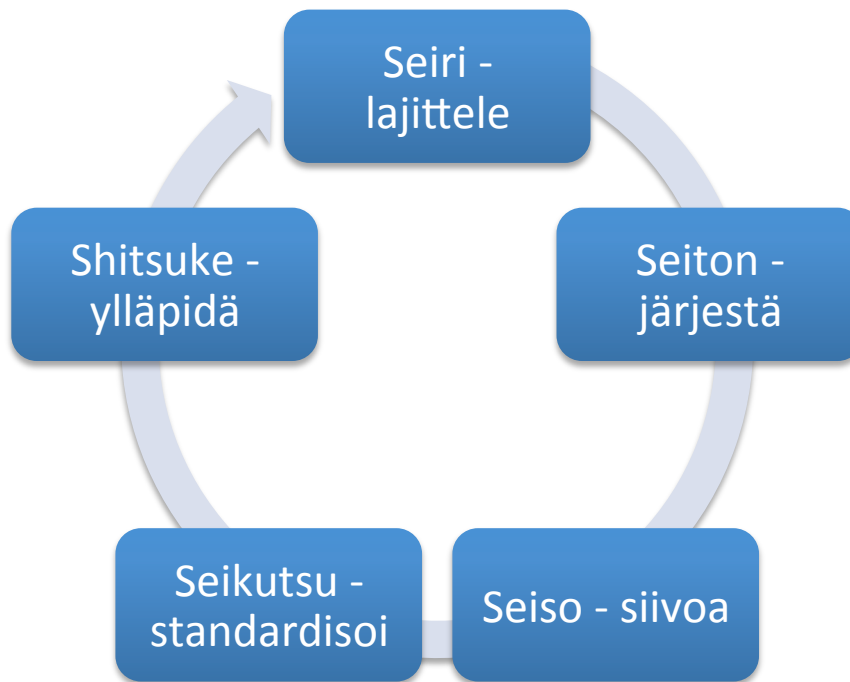 Seiri -
lajittele
Seiton -
järjestä
Seiso - siivoa
Seikutsu -
standardisoi
Shitsuke -
ylläpidä